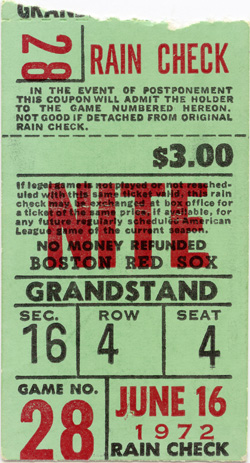 GRAND
28
RAIN CHECK
IN THE EVENT OF POSTPONEMENT
THIS COUPON WILL ADMIT THE HOLDER
TO THE GAME NUMBERED HEREON.
NOT GOOD IF DETACHED FROM ORIGINAL
RAIN CHECK.
$3.00
If legal game is not played or not resched-
uled with this same ticket valid, this rain
check may be exchanged at box office for
a ticket of the same price, if available, for
any future regularly scheduled American
League game of the current season.
NITE
NO MONEY REFUNDED
BOSTON RED SOX
GRANDSTAND
SEC. ROW SEAT
16 4 4
GAME NO. JUNE 16
28 1972
RAIN CHECK